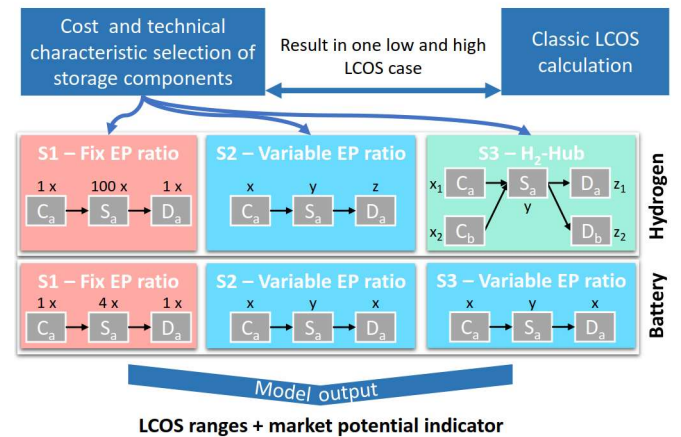 Cost and technical
characteristic selection of
storage components
Result in one low and high
LCOS case
Classic LCOS
calculation
S1 – Fix EP ratio
1 x 100 x 1 x
Cₐ Sₐ Dₐ
S2 – Variable EP ratio
x y z
Cₐ Sₐ Dₐ
S3 – H₂-Hub
x₁ Cₐ Sₐ Dₐ z₁
y
x₂ C_b D_b z₂
Hydrogen
S1 – Fix EP ratio
1 x 4 x 1 x
Cₐ Sₐ Dₐ
S2 – Variable EP ratio
x y x
Cₐ Sₐ Dₐ
S3 – Variable EP ratio
x y x
Cₐ Sₐ Dₐ
Battery
Model output
LCOS ranges + market potential indicator